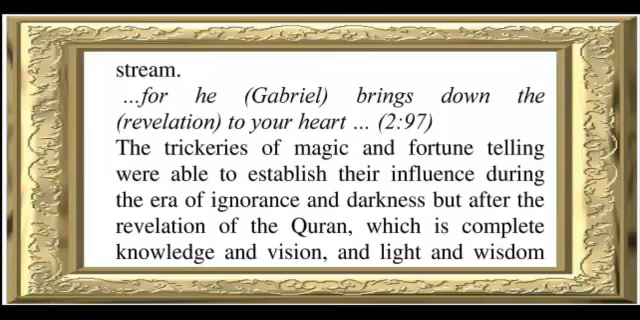 stream.
…for he (Gabriel) brings down the
(revelation) to your heart … (2:97)
The trickeries of magic and fortune telling
were able to establish their influence during
the era of ignorance and darkness but after the
revelation of the Quran, which is complete
knowledge and vision, and light and wisdom